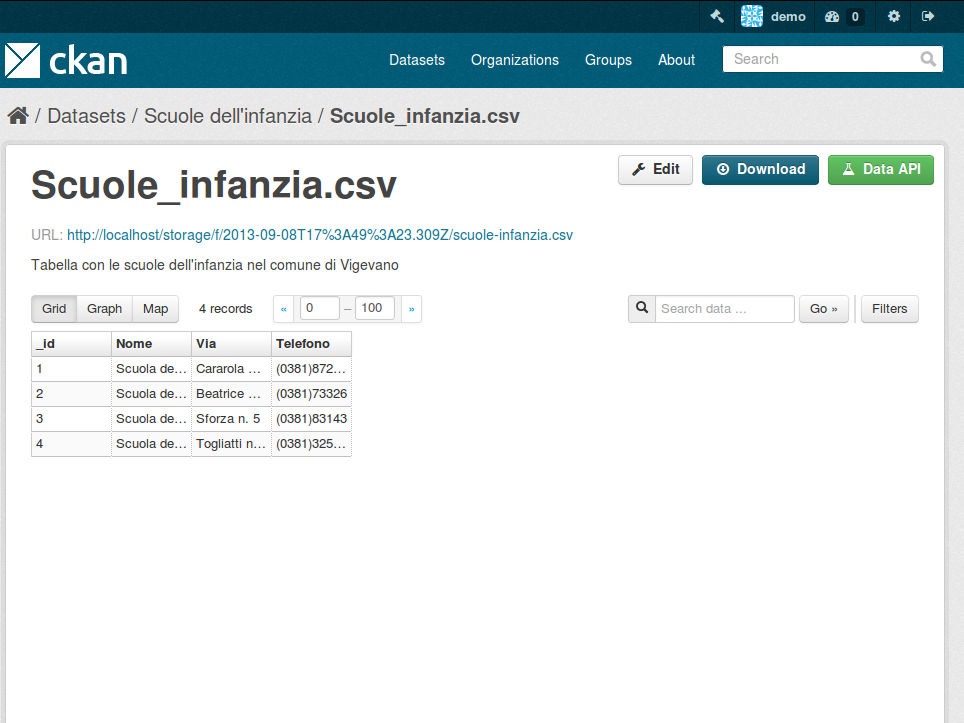 demo 0
ckan Datasets Organizations Groups About Search
/ Datasets / Scuole dell'infanzia / Scuole_infanzia.csv
Scuole_infanzia.csv Edit Download Data API
URL: http://localhost/storage/f/2013-09-08T17%3A49%3A23.309Z/scuole-infanzia.csv
Tabella con le scuole dell'infanzia nel comune di Vigevano
Grid Graph Map 4 records « 0 – 100 » Search data ... Go » Filters
_id Nome Via Telefono
1 Scuola de... Cararola ... (0381)872...
2 Scuola de... Beatrice ... (0381)73326
3 Scuola de... Sforza n. 5 (0381)83143
4 Scuola de... Togliatti n... (0381)325...